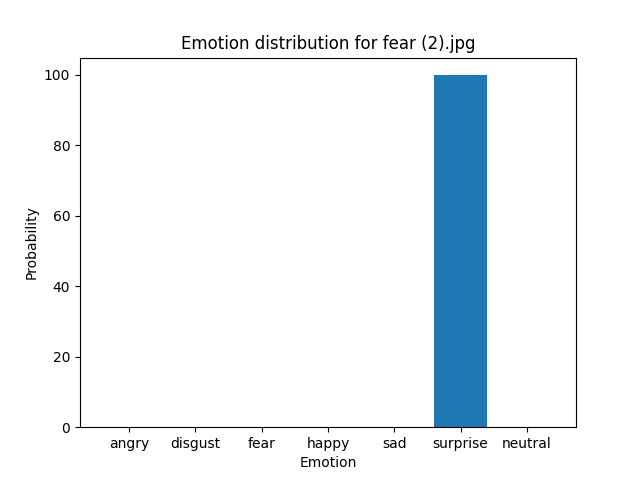 Emotion distribution for fear (2).jpg
100
80
60
40
20
0
Probability
angry disgust fear happy sad surprise neutral
Emotion